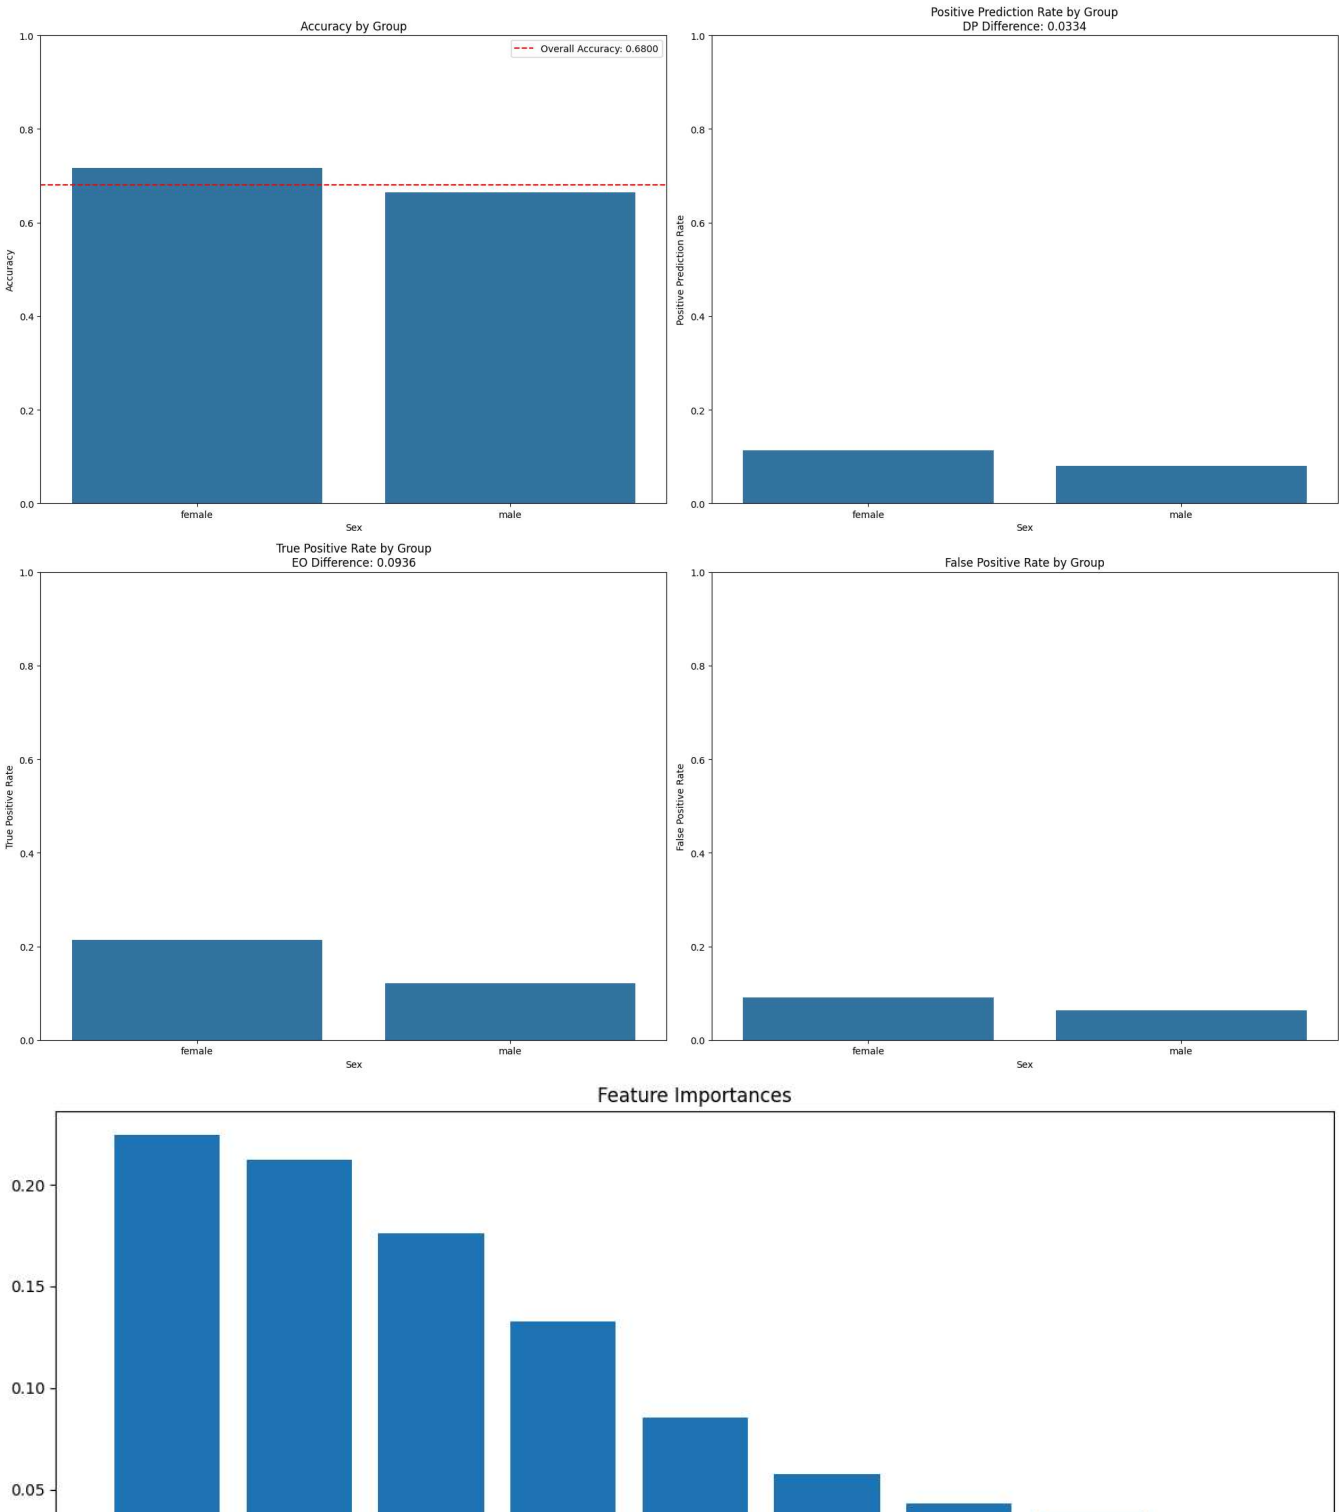 Accuracy by Group
1.0
Overall Accuracy: 0.6800
0.8
0.6
0.4
0.2
0.0
Accuracy
female
male
Sex
Positive Prediction Rate by Group
DP Difference: 0.0334
1.0
0.8
0.6
0.4
0.2
0.0
Positive Prediction Rate
female
male
Sex
True Positive Rate by Group
EO Difference: 0.0936
1.0
0.8
0.6
0.4
0.2
0.0
True Positive Rate
female
male
Sex
False Positive Rate by Group
1.0
0.8
0.6
0.4
0.2
0.0
False Positive Rate
female
male
Sex
Feature Importances
0.20
0.15
0.10
0.05